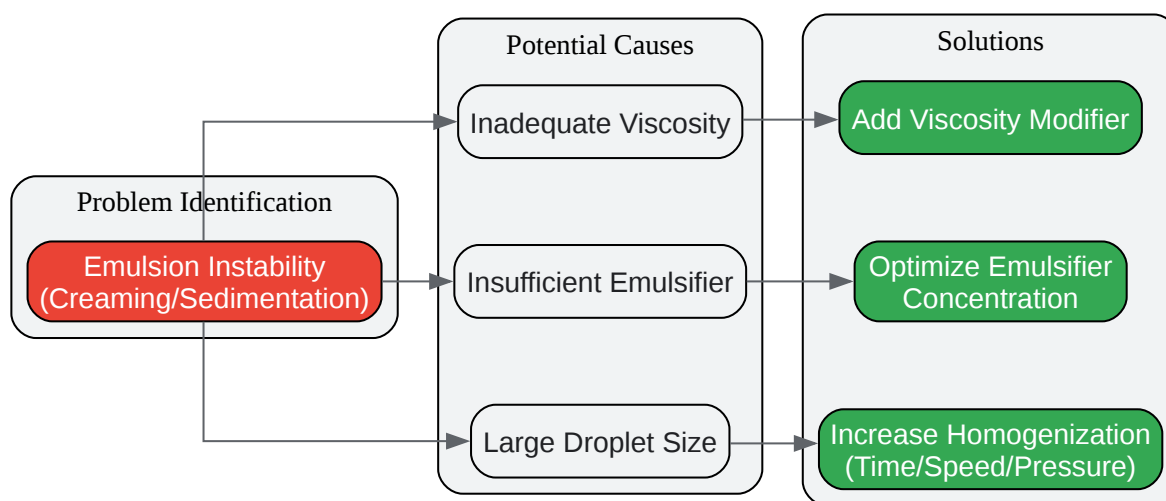 Problem Identification
Emulsion Instability
(Creaming/Sedimentation)
Potential Causes
Inadequate Viscosity
Insufficient Emulsifier
Large Droplet Size
Solutions
Add Viscosity Modifier
Optimize Emulsifier
Concentration
Increase Homogenization
(Time/Speed/Pressure)